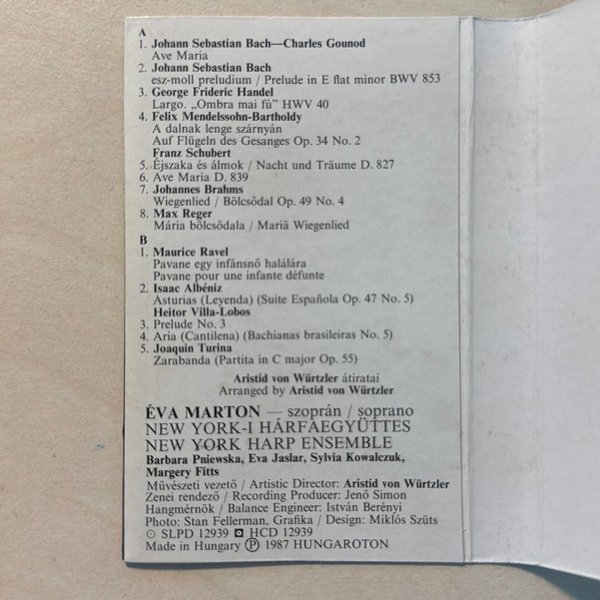 A
1. Johann Sebastian Bach—Charles Gounod
Ave Maria
2. Johann Sebastian Bach
esz-moll preludium / Prelude in E flat minor BWV 853
3. George Frideric Handel
Largo. „Ombra mai fù” HWV 40
4. Felix Mendelssohn-Bartholdy
A dalnak lenge szárnyán
Auf Flügeln des Gesanges Op. 34 No. 2
Franz Schubert
5. Éjszaka és álmok / Nacht und Träume D. 827
6. Ave Maria D. 839
7. Johannes Brahms
Wiegenlied / Bölcsődal Op. 49 No. 4
8. Max Reger
Mária bölcsődala / Mariä Wiegenlied
B
1. Maurice Ravel
Pavane egy infánsnő halálára
Pavane pour une infante défunte
2. Isaac Albéniz
Asturias (Leyenda) (Suite Española Op. 47 No. 5)
Heitor Villa-Lobos
3. Prelude No. 3
4. Aria (Cantilena) (Bachianas brasileiras No. 5)
5. Joaquin Turina
Zarabanda (Partita in C major Op. 55)
Aristid von Würtzler átiratai
Arranged by Aristid von Würtzler
ÉVA MARTON — szoprán / soprano
NEW YORK-I HÁRFAEGYÜTTES
NEW YORK HARP ENSEMBLE
Barbara Pniewska, Eva Jaslar, Sylvia Kowalczuk,
Margery Fitts
Művészeti vezető / Artistic Director: Aristid von Würtzler
Zenei rendező / Recording Producer: Jenő Simon
Hangmérnök / Balance Engineer: István Berényi
Photo: Stan Fellerman, Grafika / Design: Miklós Szüts
SLPD 12939 HCD 12939
Made in Hungary Ⓟ 1987 HUNGAROTON